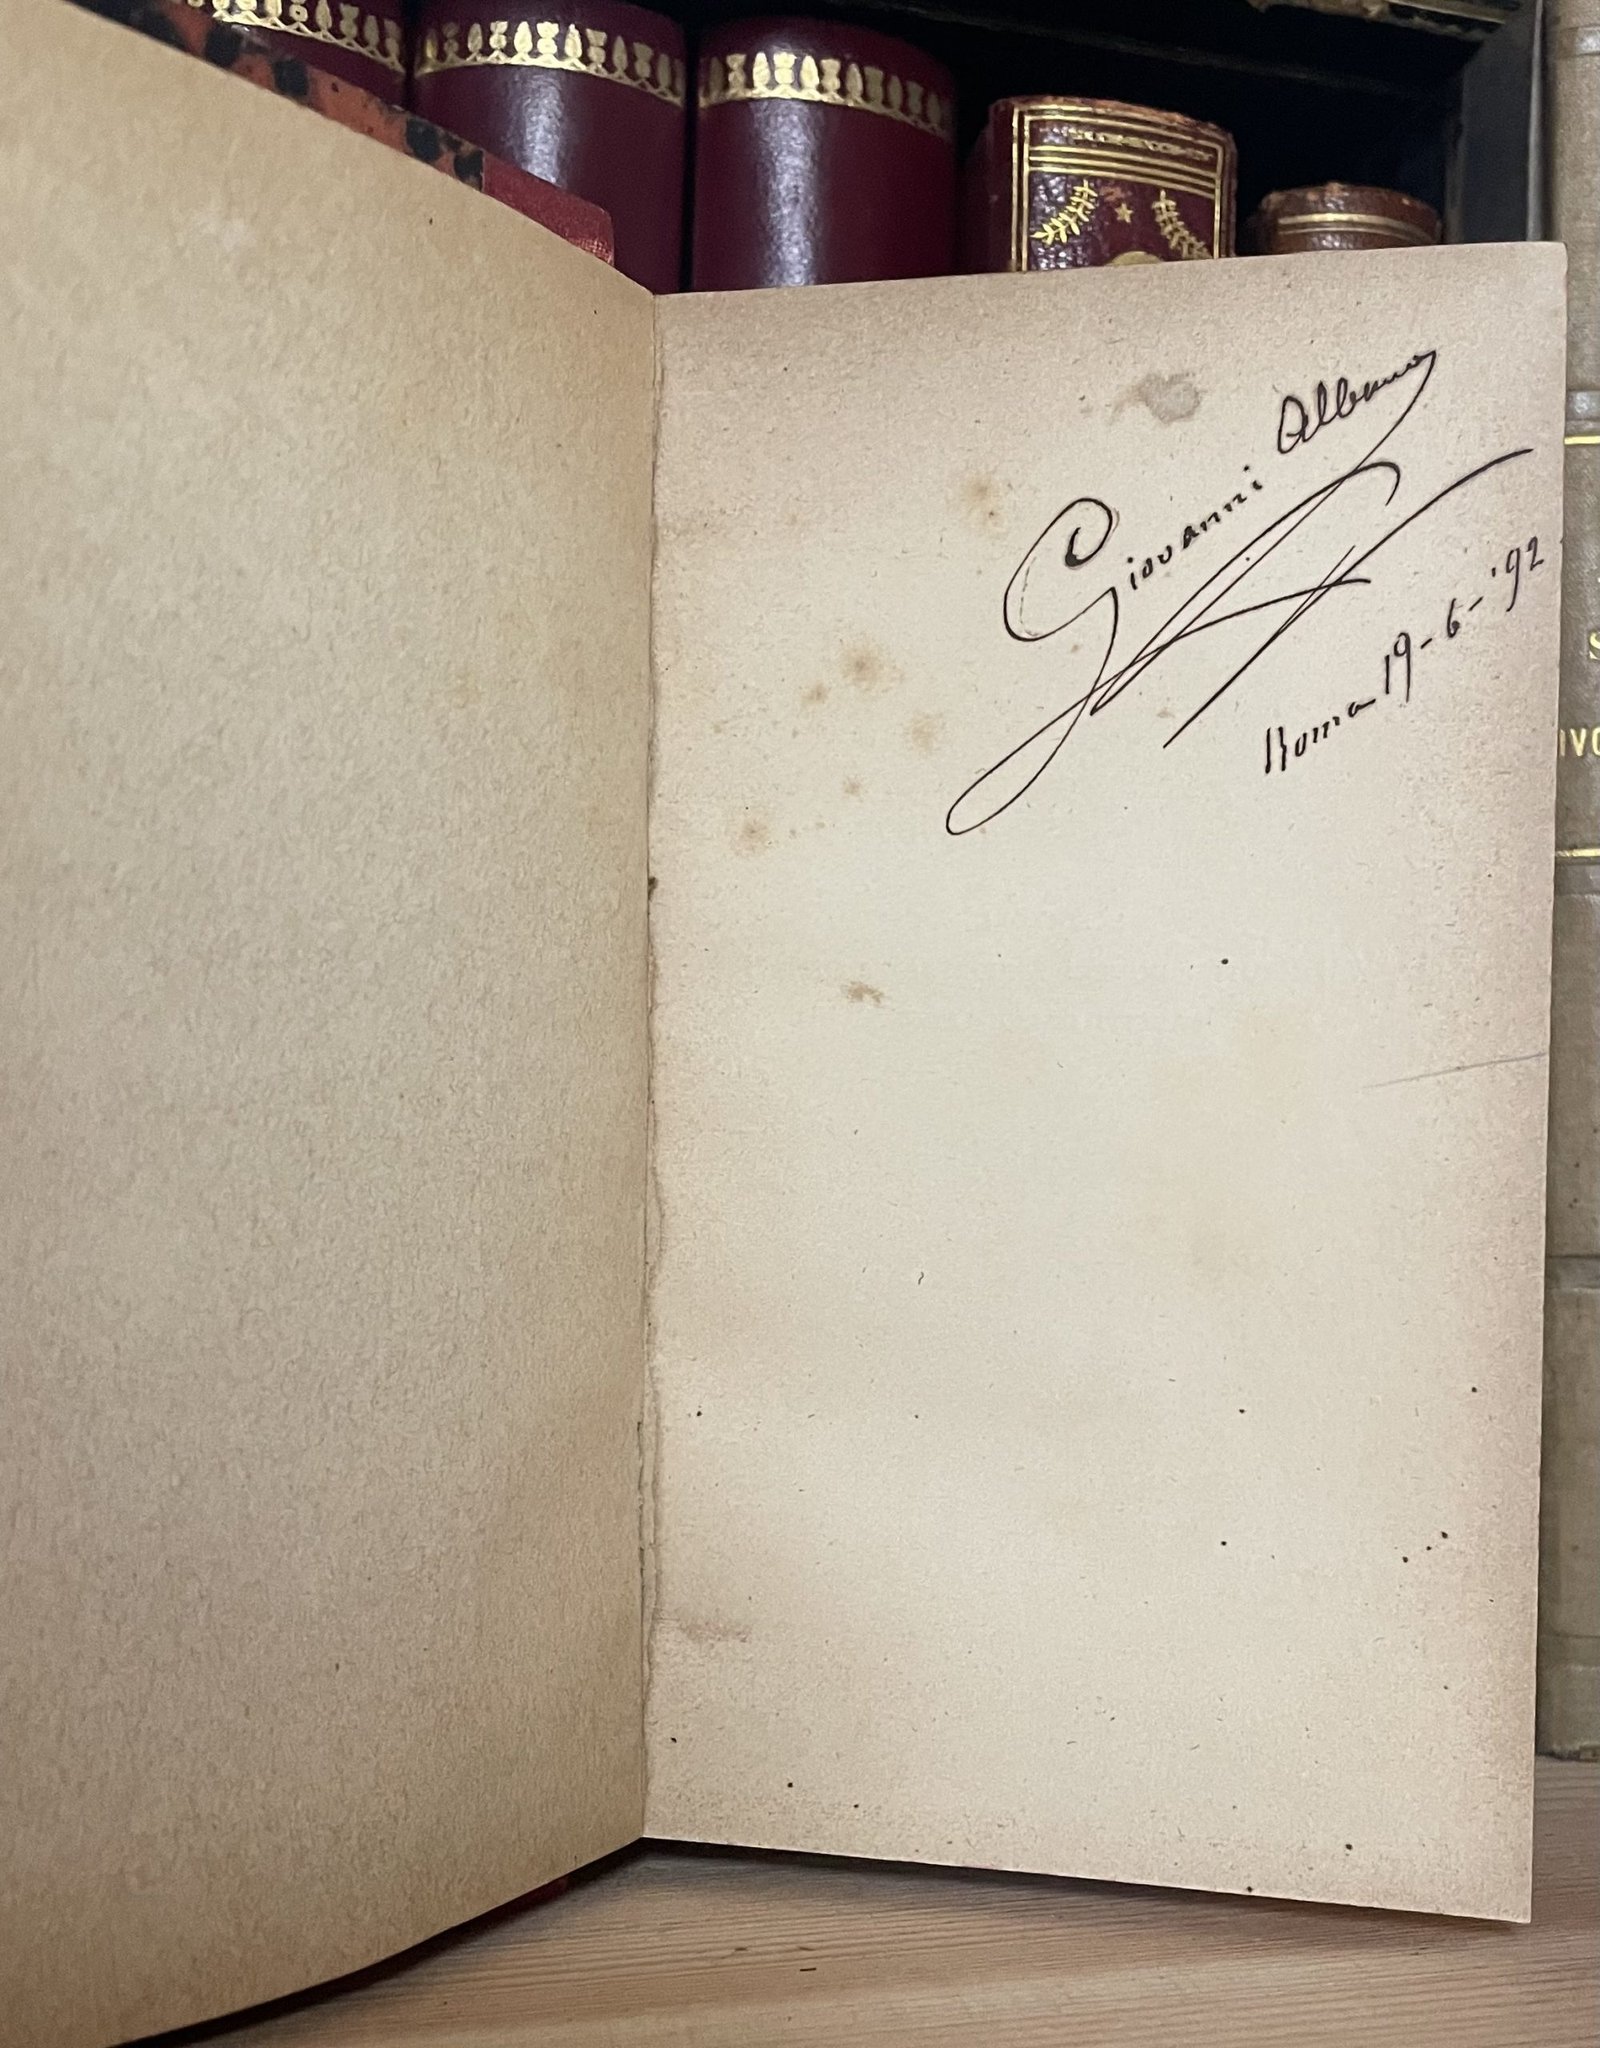 Giovanni Albano
Roma 19-6-'92